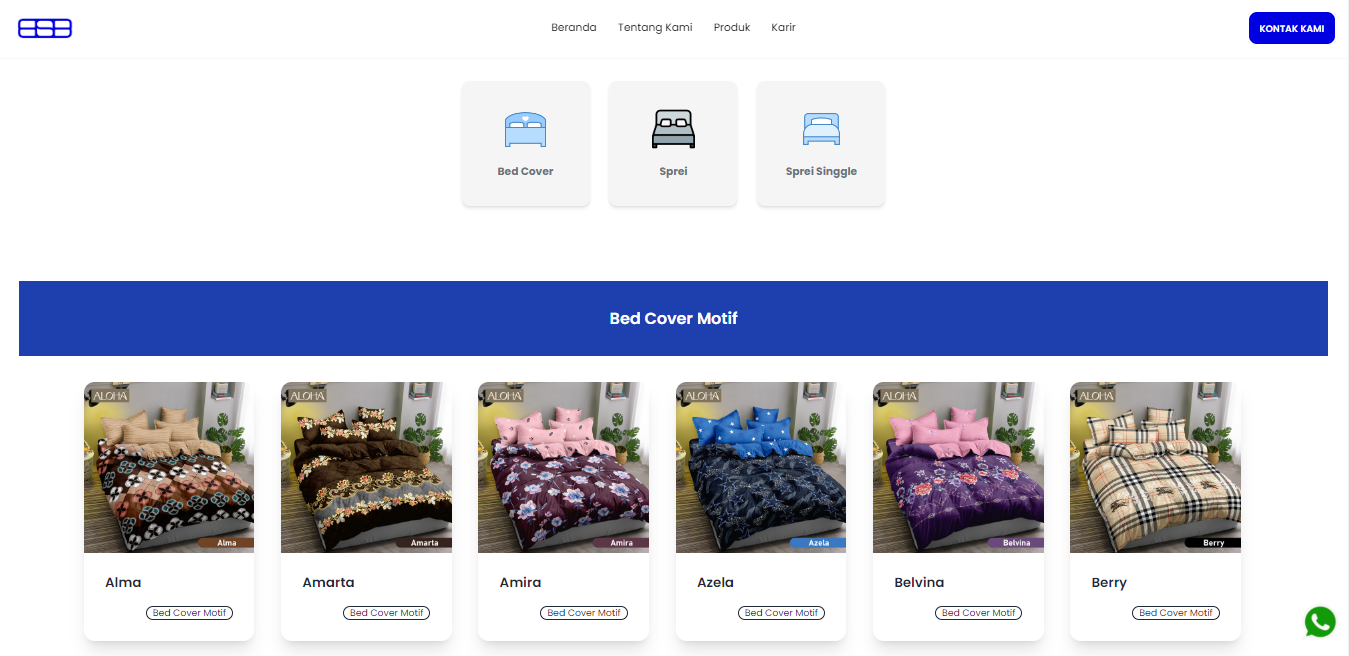 BSB
Beranda Tentang Kami Produk Karir
KONTAK KAMI
Bed Cover Sprei Sprei Singgle
Bed Cover Motif
ALOHA ALOHA ALOHA ALOHA ALOHA ALOHA
Alma Amarta Amira Azela Belvina Berry
Alma Amarta Amira Azela Belvina Berry
Bed Cover Motif Bed Cover Motif Bed Cover Motif Bed Cover Motif Bed Cover Motif Bed Cover Motif